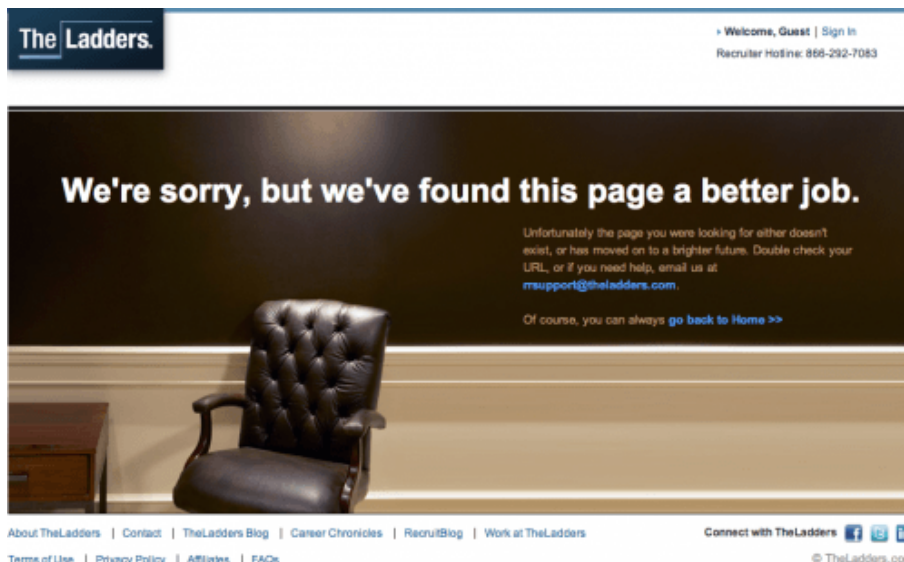 The Ladders.
Welcome, Guest | Sign In
Recruiter Hotline: 866-292-7083
We're sorry, but we've found this page a better job.
Unfortunately the page you were looking for either doesn't
exist, or has moved on to a brighter future. Double check your
URL, or if you need help, email us at
rrsupport@theladders.com.
Of course, you can always go back to Home >>
About TheLadders | Contact | TheLadders Blog | Career Chronicles | RecruitBlog | Work at TheLadders
Connect with TheLadders
Terms of Use | Privacy Policy | Affiliates | FAQs
© TheLadders.co